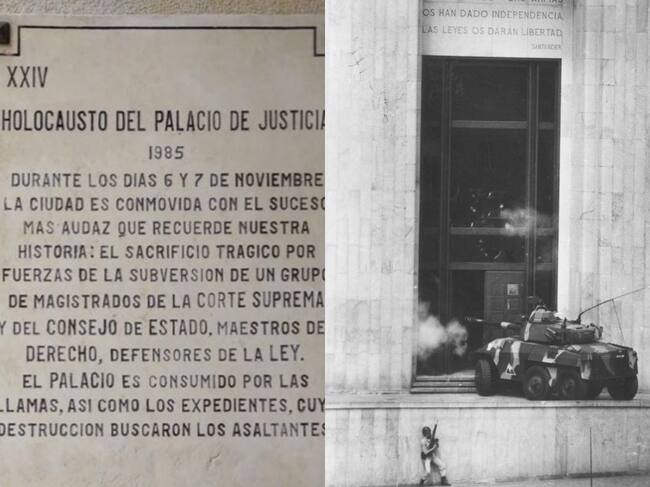 XXIV
HOLOCAUSTO DEL PALACIO DE JUSTICIA
1985
DURANTE LOS DIAS 6 Y 7 DE NOVIEMBRE
LA CIUDAD ES CONMOVIDA CON EL SUCESO
MAS AUDAZ QUE RECUERDE NUESTRA
HISTORIA: EL SACRIFICIO TRAGICO POR
FUERZAS DE LA SUBVERSION DE UN GRUPO
DE MAGISTRADOS DE LA CORTE SUPREMA
Y DEL CONSEJO DE ESTADO, MAESTROS DE
DERECHO, DEFENSORES DE LA LEY.
EL PALACIO ES CONSUMIDO POR LAS
LLAMAS, ASI COMO LOS EXPEDIENTES, CUY
DESTRUCCION BUSCARON LOS ASALTANTES
OS HAN DADO INDEPENDENCIA
LAS LEYES OS DARÁN LIBERTAD
SANTANDER